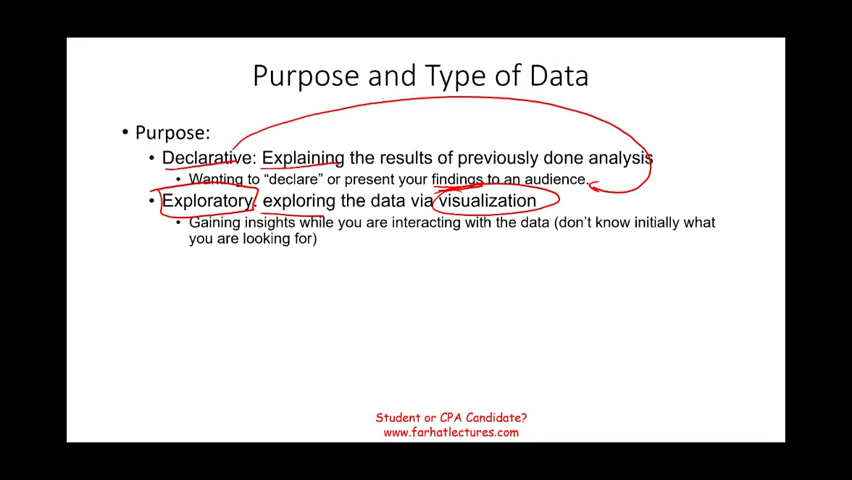 Purpose and Type of Data
• Purpose:
• Declarative: Explaining the results of previously done analysis
• Wanting to “declare” or present your findings to an audience.
• Exploratory: exploring the data via visualization
• Gaining insights while you are interacting with the data (don’t know initially what
you are looking for)
Student or CPA Candidate?
www.farhatlectures.com